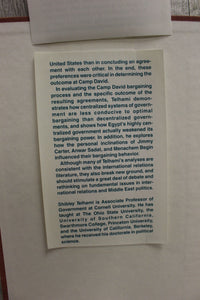 United States than in concluding an agree-
ment with each other. In the end, these
preferences were critical in determining the
outcome at Camp David.
In evaluating the Camp David bargaining
process and the specific outcome of the
resulting agreements, Telhami demon-
strates how centralized systems of govern-
ment are less conducive to optimal
bargaining than decentralized govern-
ments, and shows how Egypt's highly cen-
tralized government actually weakened its
bargaining power. In addition, he explores
how the personal inclinations of Jimmy
Carter, Anwar Sadat, and Menachem Begin
influenced their bargaining behavior.
Although many of Telhami's analyses are
consistent with the international relations
literature, they also break new ground, and
should stimulate a great deal of debate and
rethinking on fundamental issues in inter-
national relations and Middle East politics.
Shibley Telhami is Associate Professor of
Government at Cornell University. He has
taught at The Ohio State University, the
University of Southern California,
Swarthmore College, Princeton University,
and the University of California, Berkeley,
where he received his doctorate in political
science.